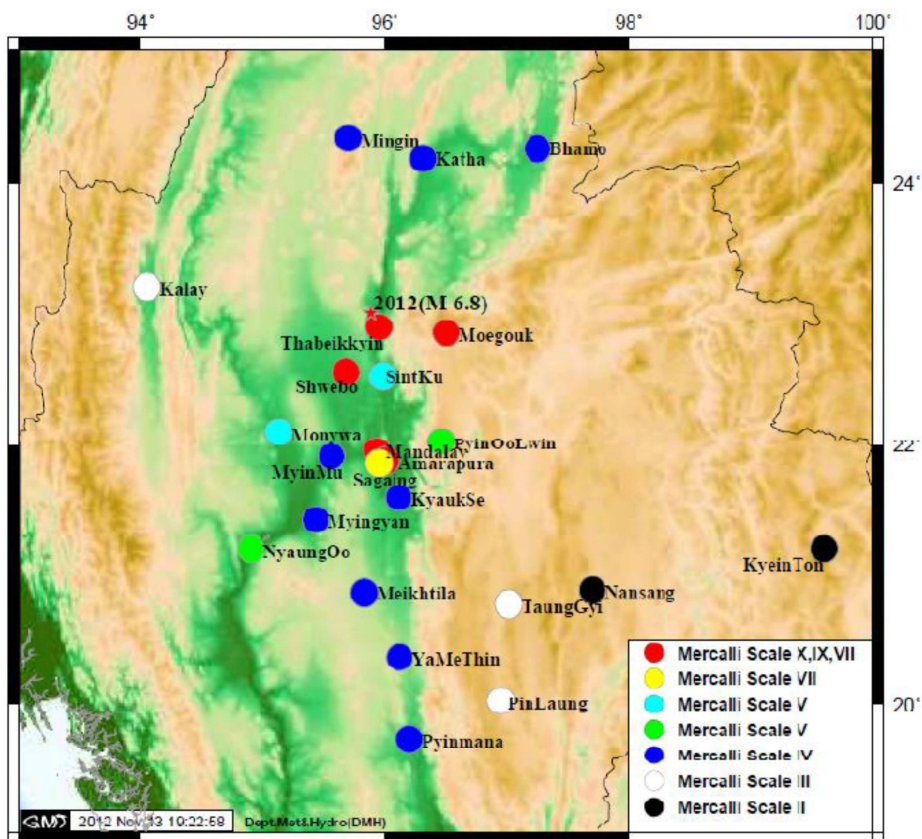 94°
96°
98°
100°
Mingin
Katha
Bhamo
24°
Kalay
2012(M 6.8)
Thabeikkyin
Moegouk
Shwebo
SintKu
Monywa
PyinOoLwin
22°
Mandalay
MyinMu
Amarapura
Sagaing
KyaukSe
Myingyan
NyaungOo
KyeinTon
Meikhtila
Nansang
TaungGyi
YaMeThin
PinLaung
20°
Pyinmana
Mercalli Scale X,IX,VII
Mercalli Scale VII
Mercalli Scale V
Mercalli Scale V
Mercalli Scale IV
Mercalli Scale III
Mercalli Scale II
GMT 2012 Nov 13 10:22:58 Dept.Met&Hydro(DMH)